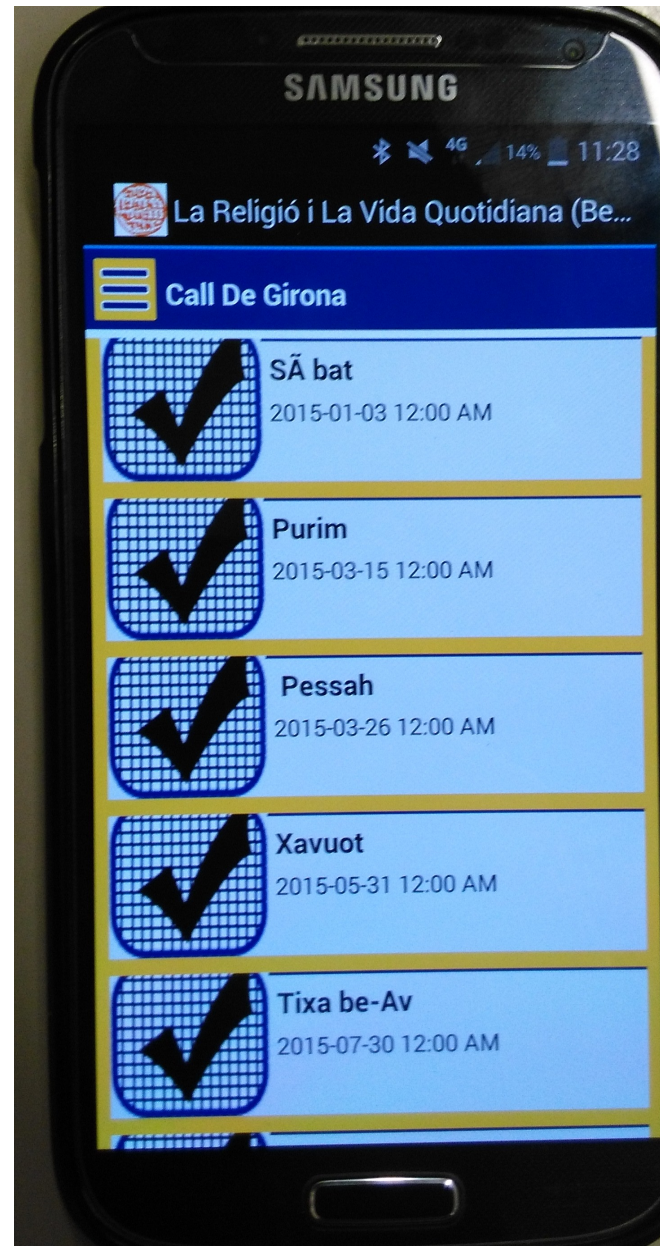 SAMSUNG
4G 14% 11:28
La Religió i La Vida Quotidiana (Be...
Call De Girona
SÃ bat
2015-01-03 12:00 AM
Purim
2015-03-15 12:00 AM
Pessah
2015-03-26 12:00 AM
Xavuot
2015-05-31 12:00 AM
Tixa be-Av
2015-07-30 12:00 AM